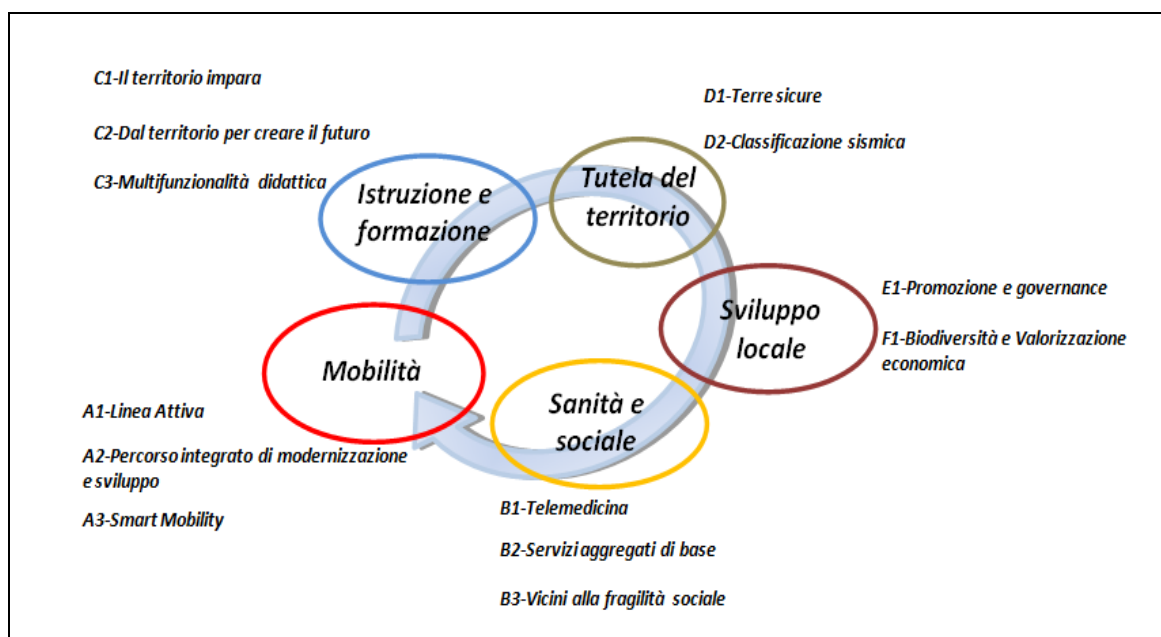 C1-Il territorio impara
C2-Dal territorio per creare il futuro
C3-Multifunzionalità didattica
D1-Terre sicure
D2-Classificazione sismica
Istruzione e
formazione
Tutela del
territorio
Sviluppo
locale
E1-Promozione e governance
F1-Biodiversità e Valorizzazione
economica
Mobilità
Sanità e
sociale
A1-Linea Attiva
A2-Percorso integrato di modernizzazione
e sviluppo
A3-Smart Mobility
B1-Telemedicina
B2-Servizi aggregati di base
B3-Vicini alla fragilità sociale